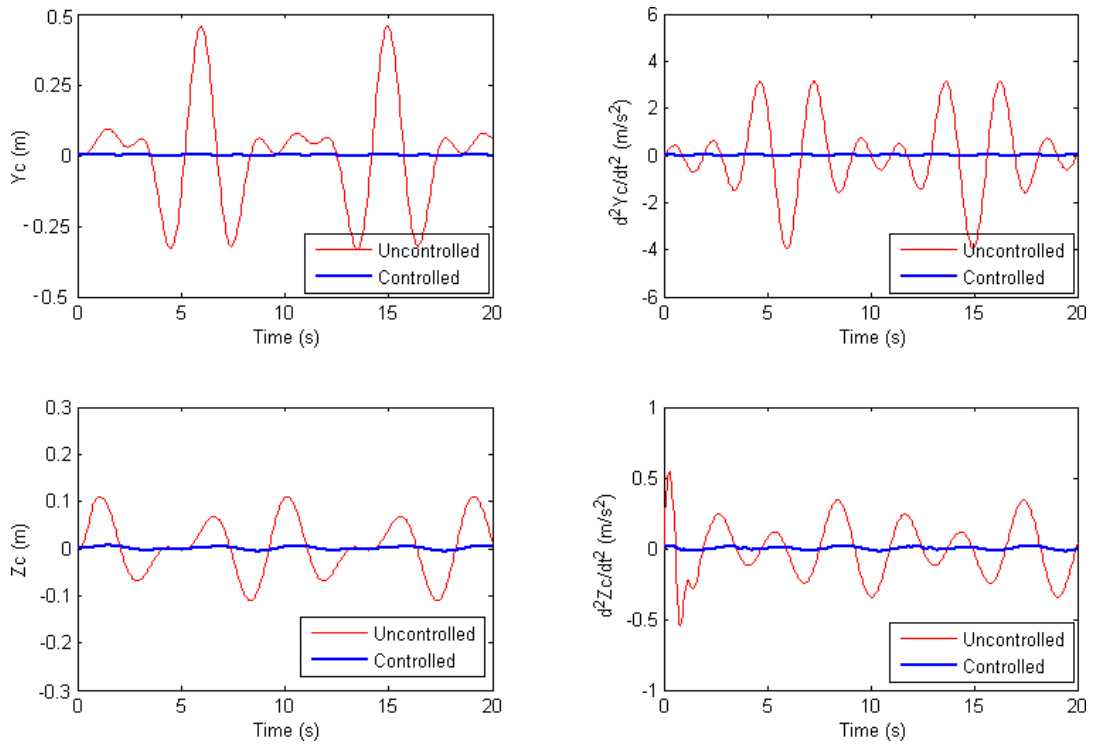 0.5
0.25
0
-0.25
-0.5
Yc (m)
Uncontrolled
Controlled
0 5 10 15 20
Time (s)
6
4
2
0
-2
-4
-6
d²Yc/dt² (m/s²)
Uncontrolled
Controlled
0 5 10 15 20
Time (s)
0.3
0.2
0.1
0
-0.1
-0.2
-0.3
Zc (m)
Uncontrolled
Controlled
0 5 10 15 20
Time (s)
1
0.5
0
-0.5
-1
d²Zc/dt² (m/s²)
Uncontrolled
Controlled
0 5 10 15 20
Time (s)